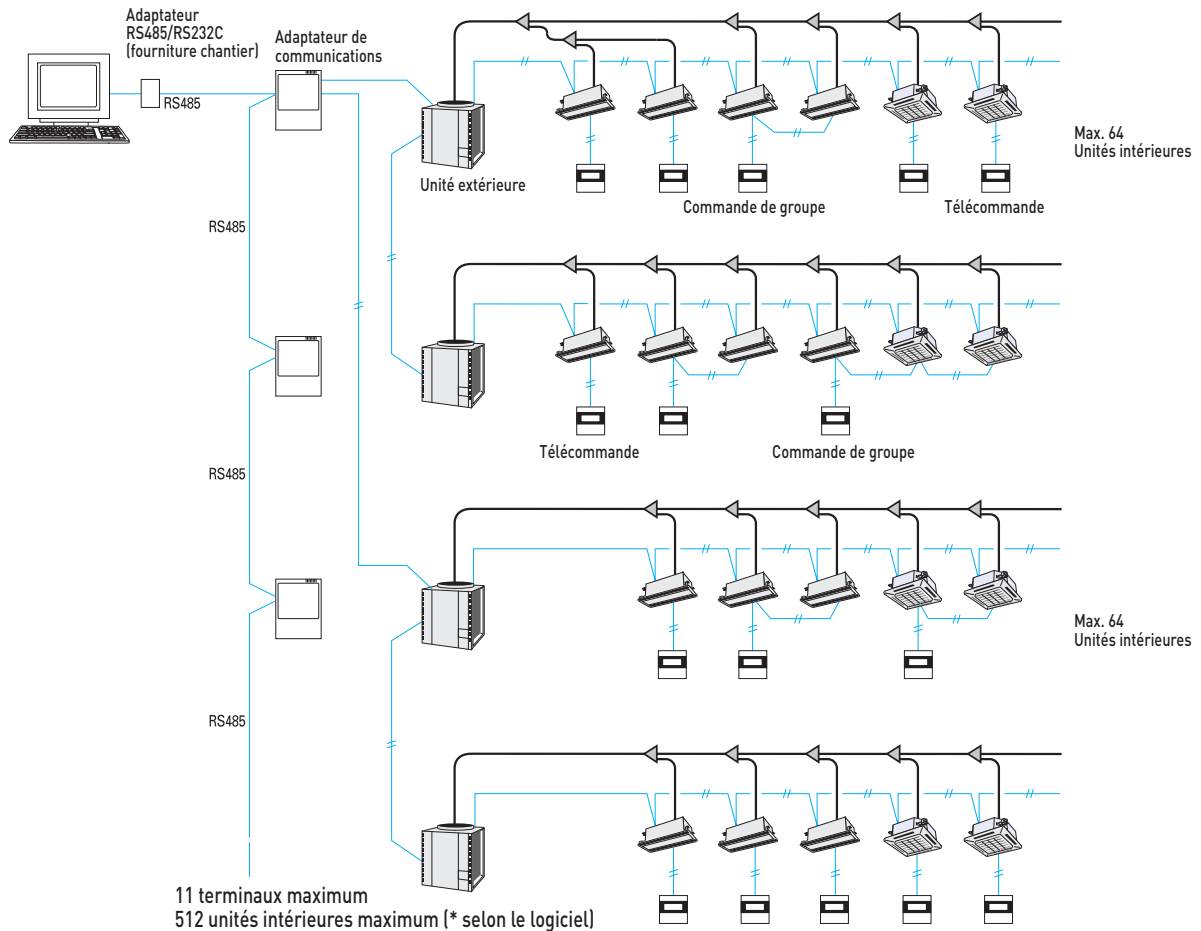 Adaptateur
RS485/RS232C
(fourniture chantier)
Adaptateur de
communications
RS485
Unité extérieure
Commande de groupe
Télécommande
Max. 64
Unités intérieures
RS485
Télécommande
Commande de groupe
RS485
Max. 64
Unités intérieures
RS485
11 terminaux maximum
512 unités intérieures maximum (* selon le logiciel)